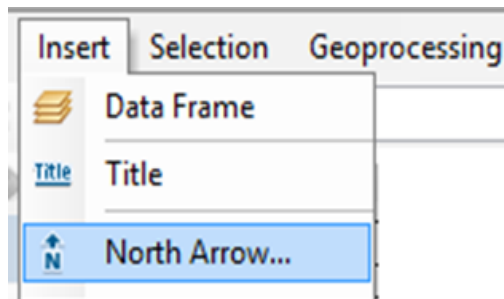 Insert Selection Geoprocessing
Data Frame
Title Title
N North Arrow...